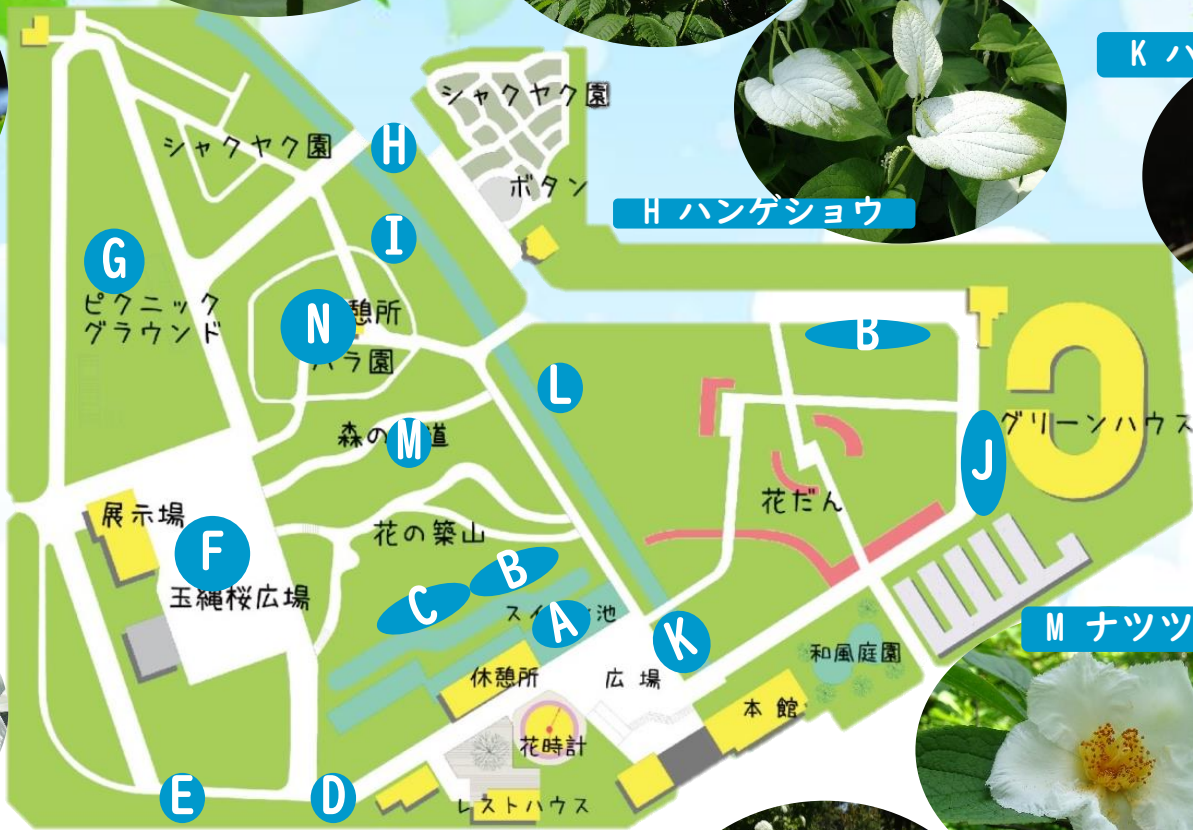 シャクヤク園
K ハ
シャクヤク園
H
ボタン
H ハンゲショウ
I
G
ピクニック
グラウンド
N
憩所
バラ園
B
L
グリーンハウス
森の
M
道
J
花だん
展示場
花の築山
F
玉縄桜広場
B
C
スイ
A
池
K
M ナツツ
和風庭園
休憩所
広場
本館
花時計
E
D
レストハウス